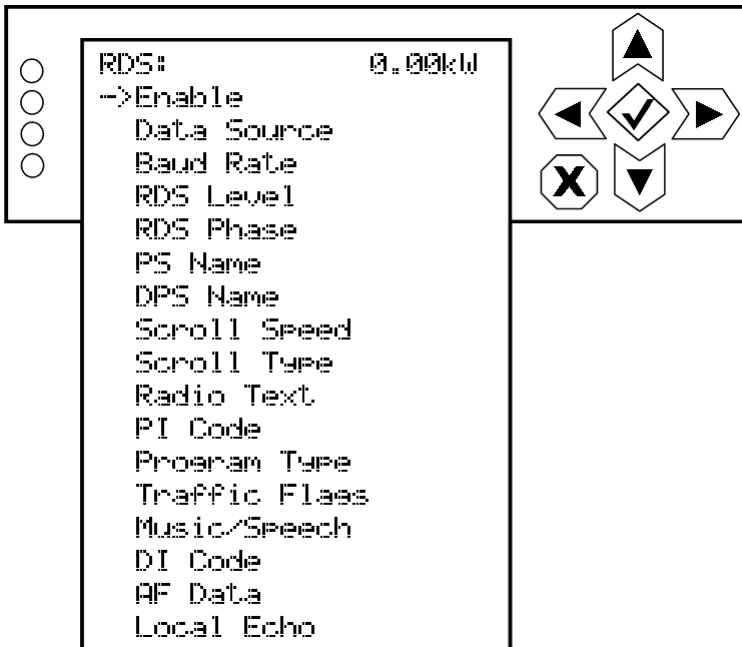 RDS: 0.00kW
-->Enable
Data Source
Baud Rate
RDS Level
RDS Phase
PS Name
DPS Name
Scroll Speed
Scroll Type
Radio Text
PI Code
Program Type
Traffic Flags
Music/Speech
DI Code
AF Data
Local Echo
X